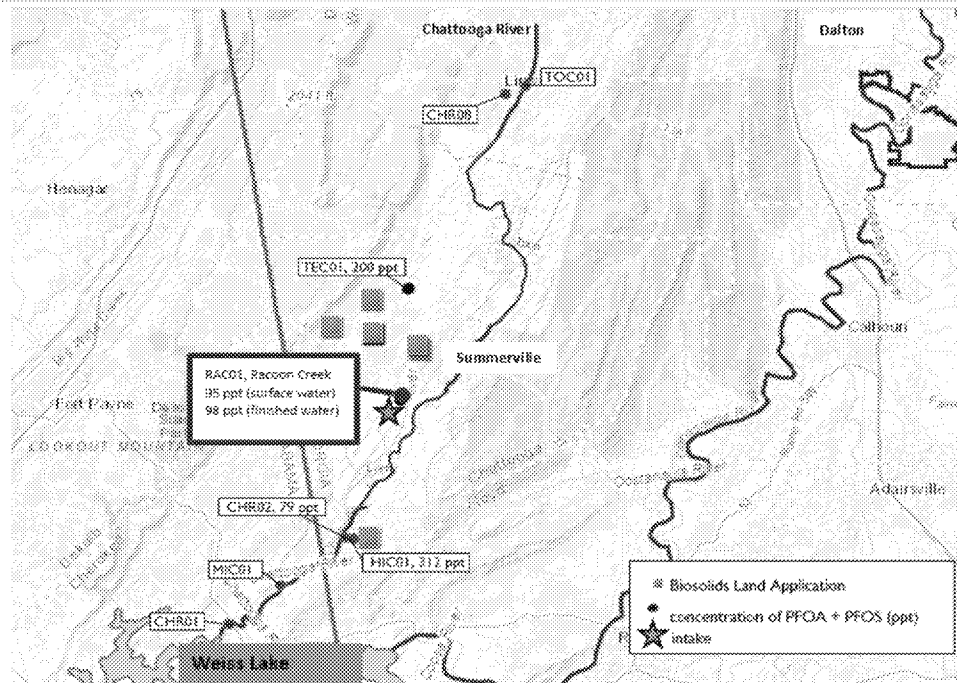 Chattooga River
Dalton
TOC01
CHR08
Henagar
TEC01, 200 ppt
Calhoun
Summerville
RAC01, Racoon Creek
95 ppt (surface water)
98 ppt (finished water)
Fort Payne
LOOKOUT MOUNTAIN
Adairsville
CHR02, 79 ppt
HIC01, 312 ppt
MIC01
CHR01
Biosolids Land Application
concentration of PFOA + PFOS (ppt)
intake
Weiss Lake